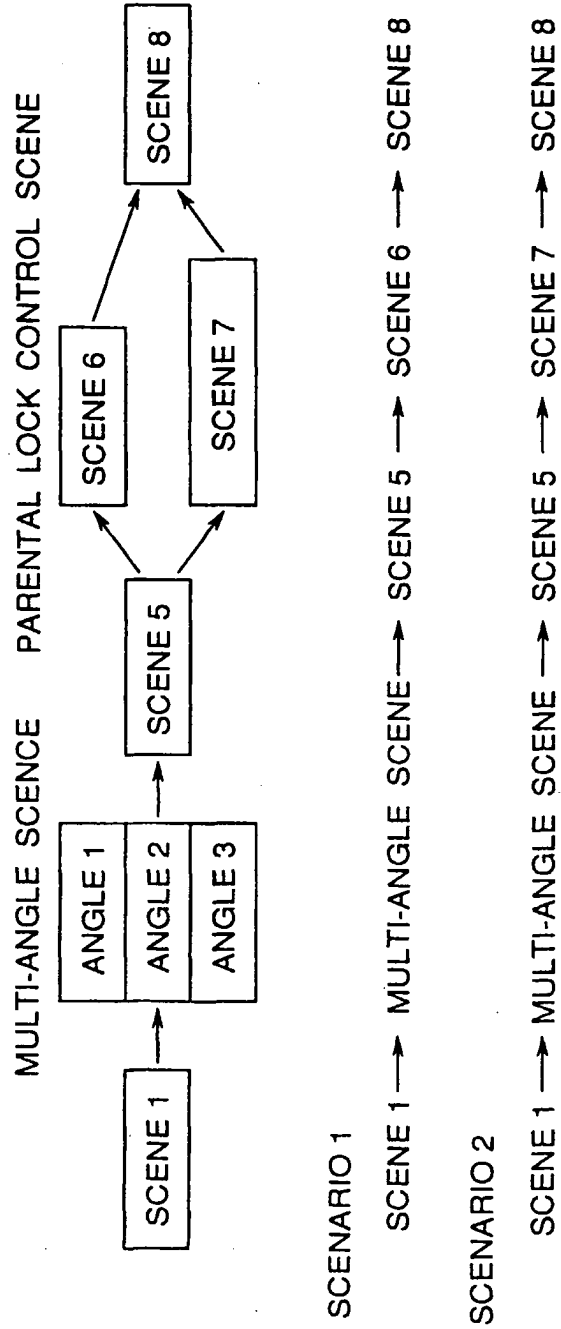 MULTI-ANGLE SCENCE PARENTAL LOCK CONTROL SCENE
SCENE 1
ANGLE 1
ANGLE 2
ANGLE 3
SCENE 5
SCENE 6
SCENE 7
SCENE 8
SCENARIO 1
SCENE 1 → MULTI-ANGLE SCENE → SCENE 5 → SCENE 6 → SCENE 8
SCENARIO 2
SCENE 1 → MULTI-ANGLE SCENE → SCENE 5 → SCENE 7 → SCENE 8